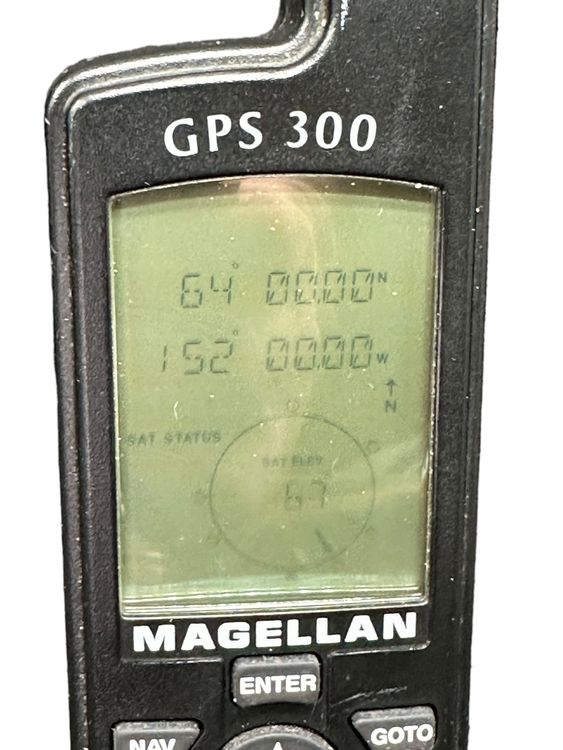 GPS 300
64° 00.00 N
152° 00.00 W
↑
N
SAT STATUS
SAT ELEV
67
MAGELLAN
ENTER
NAV
GOTO